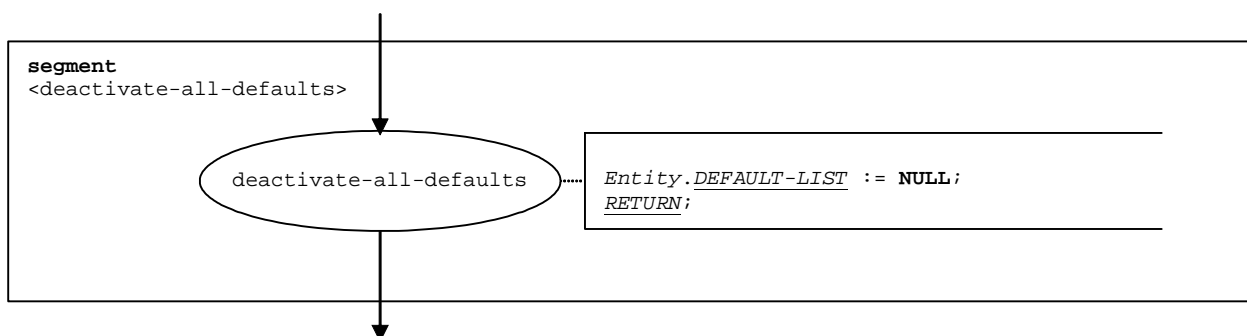 segment
<deactivate-all-defaults>
deactivate-all-defaults
Entity.DEFAULT-LIST := NULL;
RETURN;